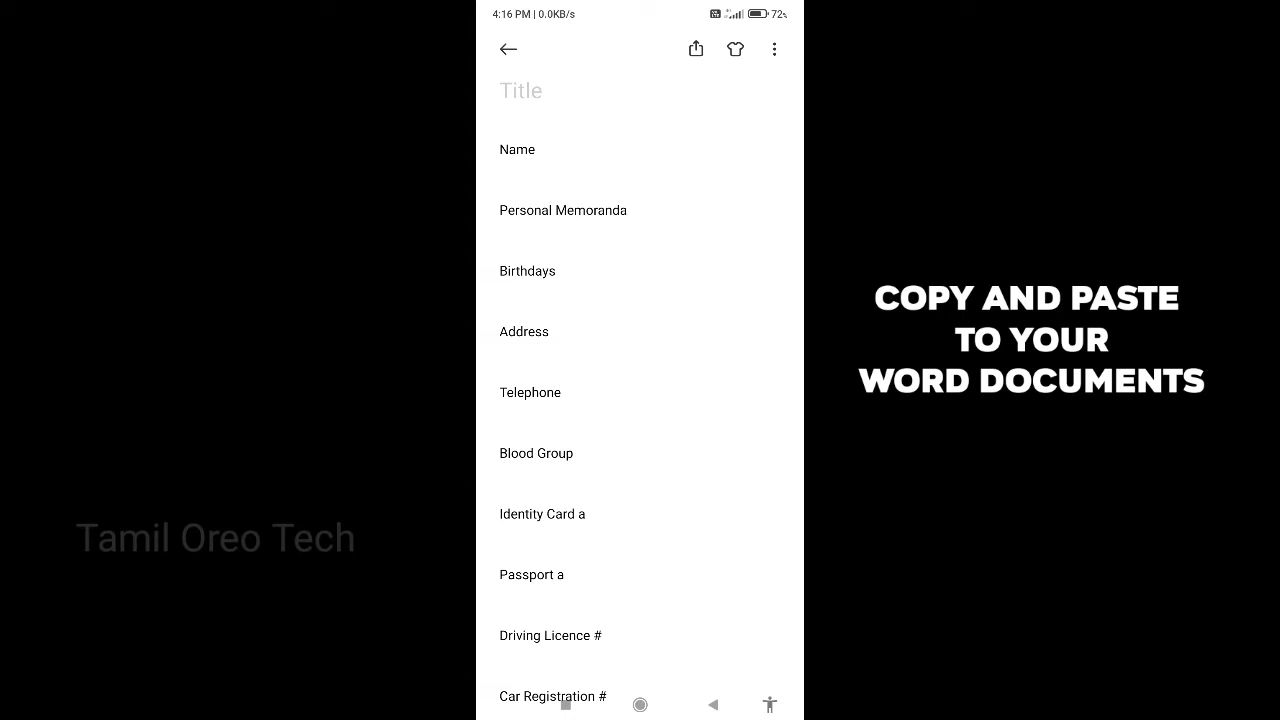 4:16 PM | 0.0KB/s
72%
Title
Name
Personal Memoranda
Birthdays
Address
Telephone
Blood Group
Identity Card a
Passport a
Driving Licence #
Car Registration #
COPY AND PASTE
TO YOUR
WORD DOCUMENTS
Tamil Oreo Tech